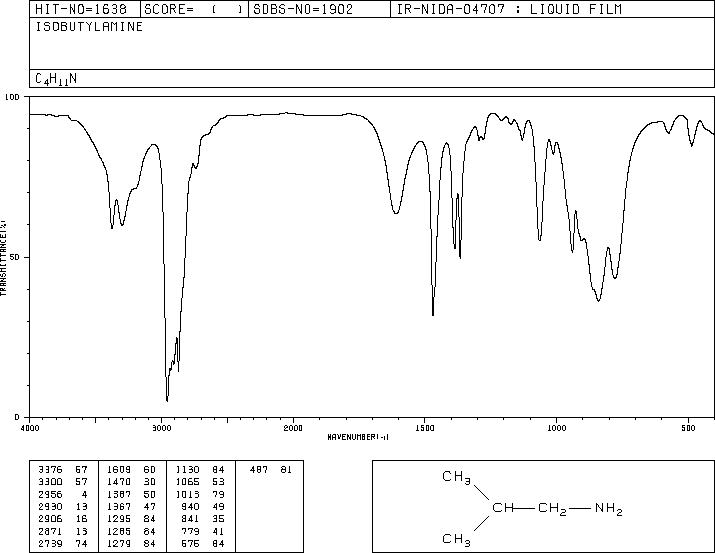 HIT-NO=1638 SCORE= ( ) SDBS-NO=1902 IR-NIDA-04707 : LIQUID FILM
ISOBUTYLAMINE
C4H11N
100
TRANSMITTANCE(%)
50
0
4000 3000 2000 1500 1000 500
WAVENUMBER(-1)
3376 57 1609 60 1130 84 487 81
3300 57 1470 30 1065 53
2956 4 1387 50 1013 79
2930 13 1367 47 940 49
2906 16 1295 84 841 35
2871 13 1285 84 779 41
2739 74 1279 84 576 84
CH3
CH CH2 NH2
CH3